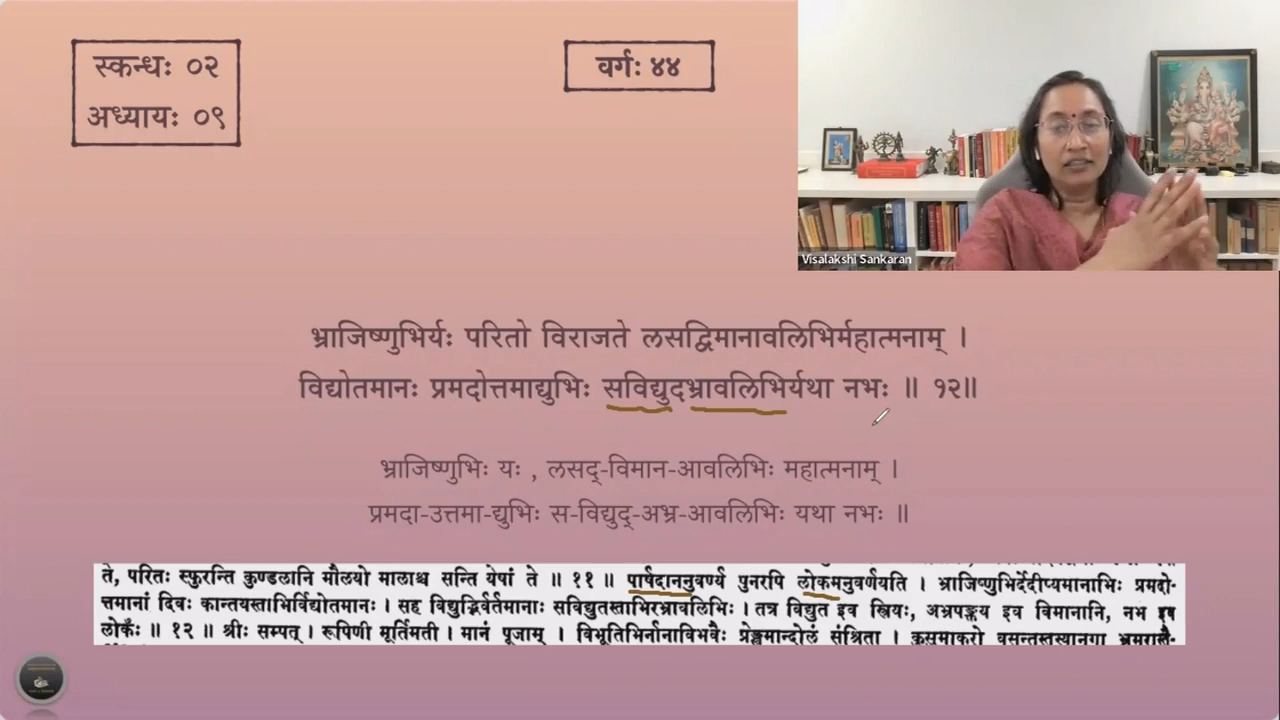 स्कन्धः ०२
अध्यायः ०९
वर्गः ४४
Visalakshi Sankaran
भ्राजिष्णुभिर्यः परितो विराजते लसद्विमानावलिभिर्महात्मनाम् ।
विद्योतमानः प्रमदोत्तमाद्युभिः सविद्युदभ्रावलिभिर्यथा नभः ॥ १२॥
भ्राजिष्णुभिः यः , लसद्-विमान-आवलिभिः महात्मनाम् ।
प्रमदा-उत्तमा-द्युभिः स-विद्युद्-अभ्र-आवलिभिः यथा नभः ॥
ते, परितः स्फुरन्ति कुण्डलानि मौलयो मालाश्च सन्ति येषां ते ॥ ११ ॥ पार्षदाननुवर्ण्य पुनरपि लोकमनुवर्णयति । भ्राजिष्णुभिर्देदीप्यमानाभिः प्रमदो-
त्तमानां दिवः कान्तयस्ताभिर्विद्योतमानः । सह विद्युद्भिर्वर्तमानाः सविद्युतस्ताभिरभ्रावलिभिः । तत्र विद्युत इव स्त्रियः, अभ्रपङ्क्तय इव विमानानि, नभ इव
लोकः ॥ १२ ॥ श्रीः सम्पत् । रूपिणी मूर्तिमती । मानं पूजाम् । विभूतिभिर्नानाविभवैः प्रेङ्खमान्दोलं संश्रिता । कुसुमाकरो वसन्तस्तस्यानुगा